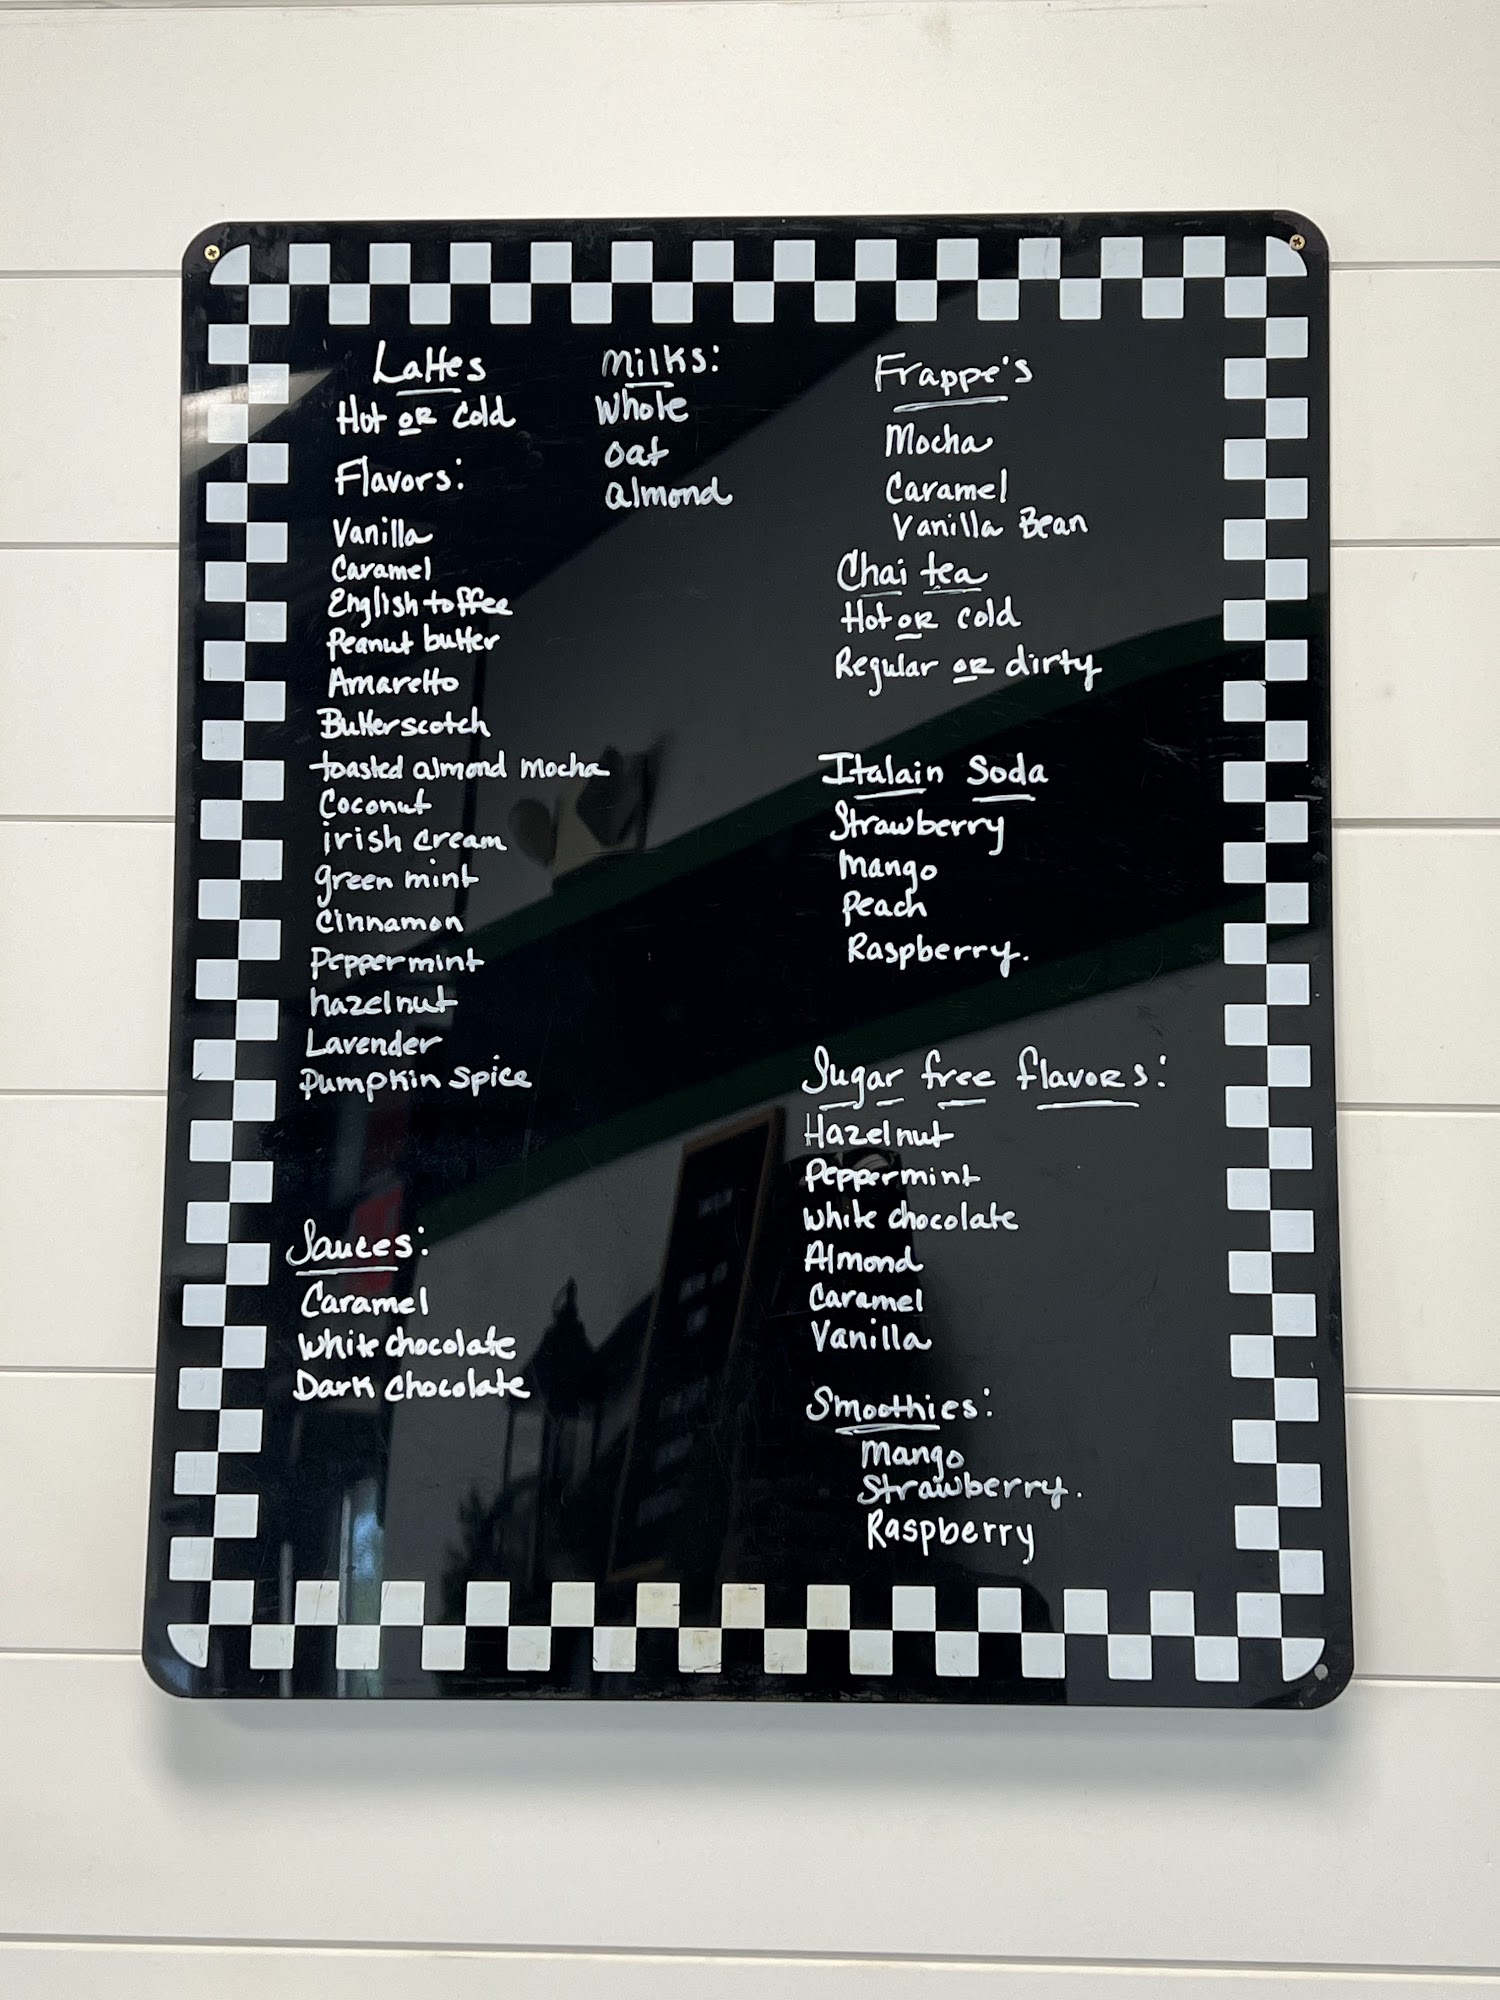 Lattes
Hot OR Cold
Flavors:
Vanilla
Caramel
English toffee
Peanut butter
Amaretto
Butterscotch
toasted almond mocha
Coconut
irish cream
green mint
Cinnamon
Peppermint
hazelnut
Lavender
Pumpkin spice
Sauces:
Caramel
White chocolate
Dark chocolate
Milks:
Whole
oat
almond
Frappe's
Mocha
Caramel
Vanilla Bean
Chai tea
Hot OR cold
Regular OR dirty
Italain Soda
Strawberry
Mango
Peach
Raspberry.
Sugar free flavors:
Hazelnut
Peppermint
White chocolate
Almond
Caramel
Vanilla
Smoothies:
Mango
Strawberry.
Raspberry